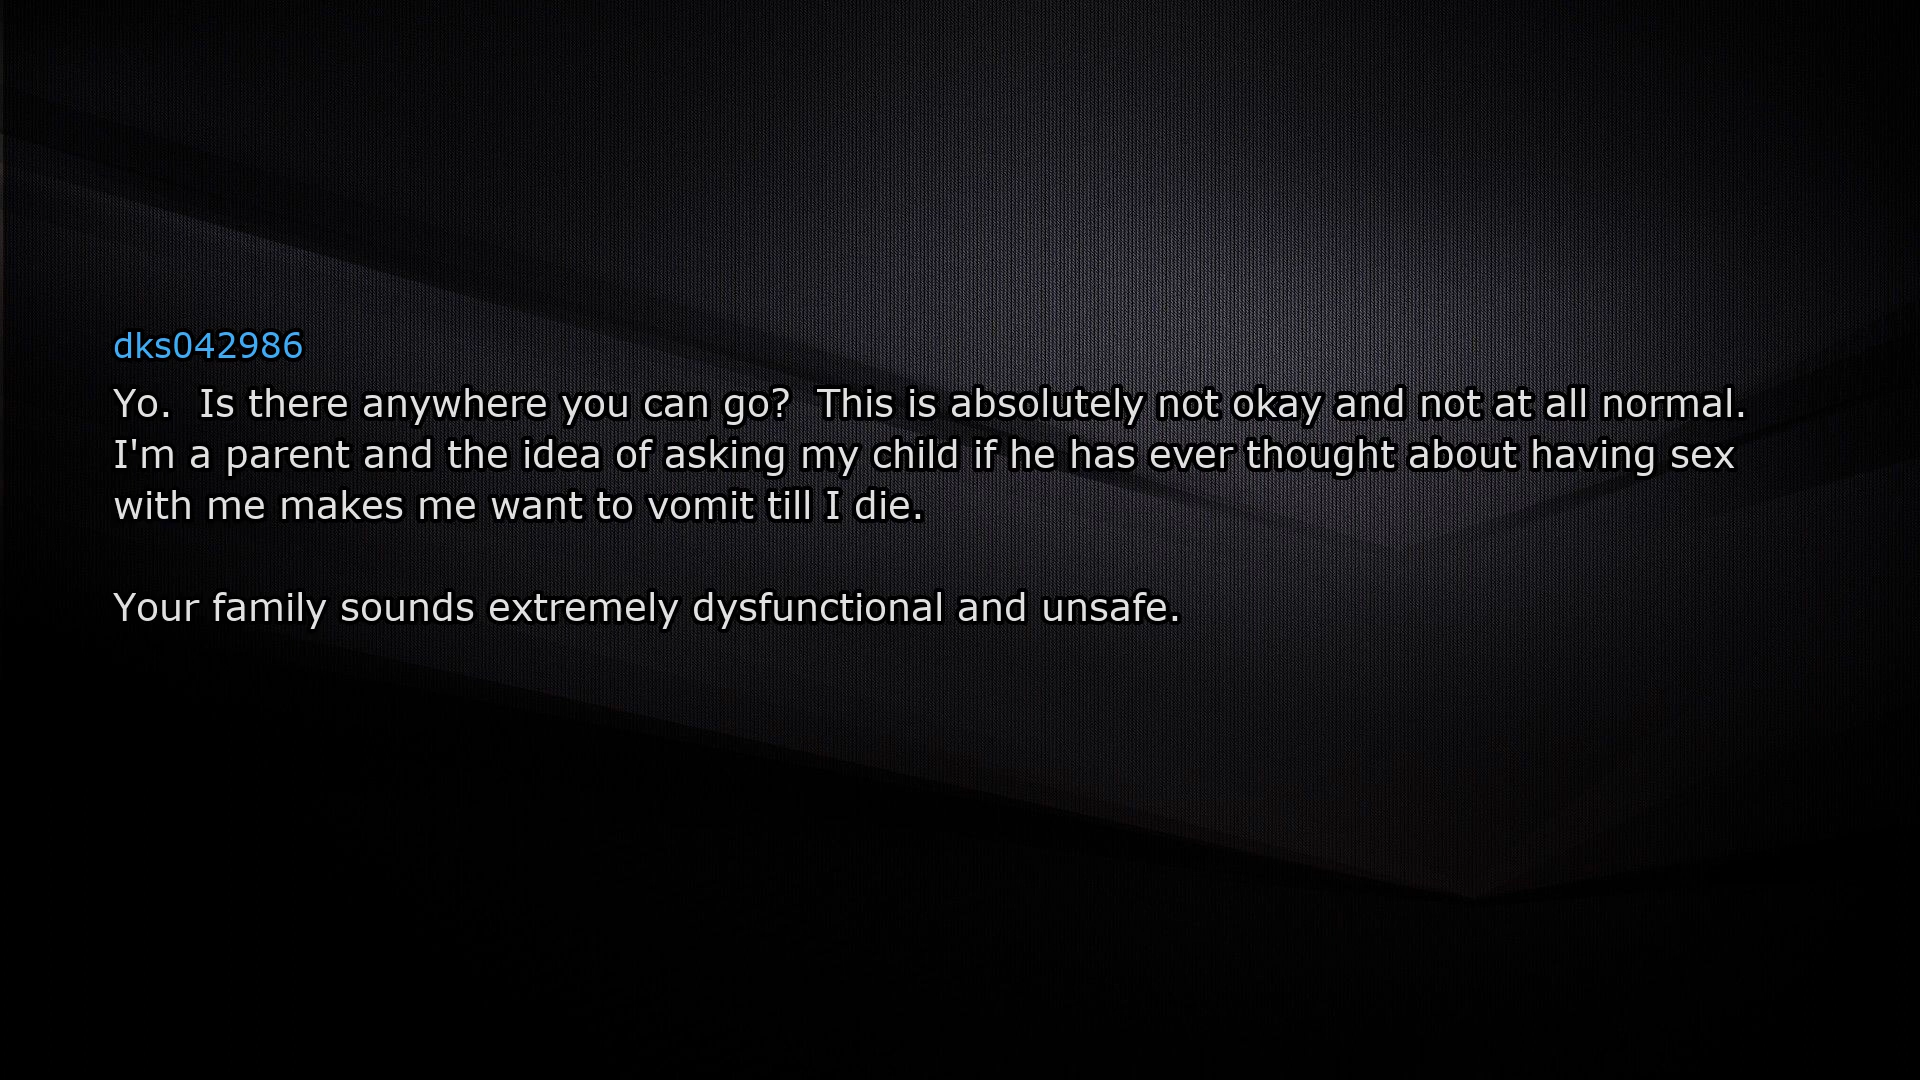 dks042986
Yo.  Is there anywhere you can go?  This is absolutely not okay and not at all normal.
I'm a parent and the idea of asking my child if he has ever thought about having sex
with me makes me want to vomit till I die.
Your family sounds extremely dysfunctional and unsafe.